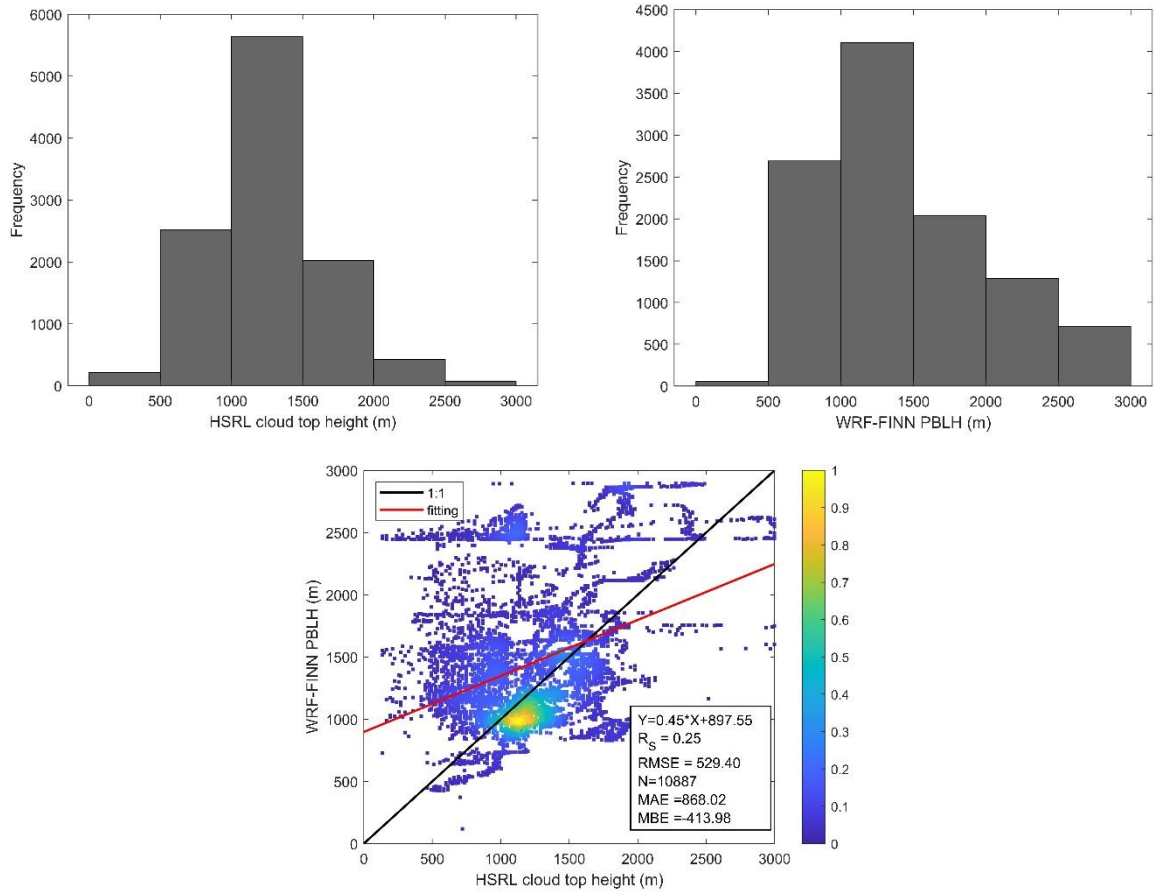 6000
5000
4000
3000
2000
1000
0
Frequency
0 500 1000 1500 2000 2500 3000
HSRL cloud top height (m)
4500
4000
3500
3000
2500
2000
1500
1000
500
0
Frequency
0 500 1000 1500 2000 2500 3000
WRF-FINN PBLH (m)
3000
2500
2000
1500
1000
500
0
WRF-FINN PBLH (m)
1:1
fitting
Y=0.45*X+897.55
R_S = 0.25
RMSE = 529.40
N=10887
MAE =868.02
MBE=-413.98
0 500 1000 1500 2000 2500 3000
HSRL cloud top height (m)
1
0.9
0.8
0.7
0.6
0.5
0.4
0.3
0.2
0.1
0